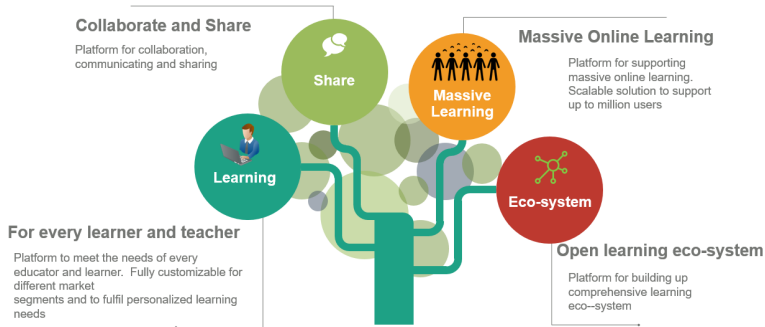 Collaborate and Share
Platform for collaboration,
communicating and sharing
Share
Massive
Learning
Massive Online Learning
Platform for supporting
massive online learning.
Scalable solution to support
up to million users
Learning
Eco-system
For every learner and teacher
Platform to meet the needs of every
educator and learner. Fully customizable for
different market
segments and to fulfil personalized learning
needs
Open learning eco-system
Platform for building up
comprehensive learning
eco--system